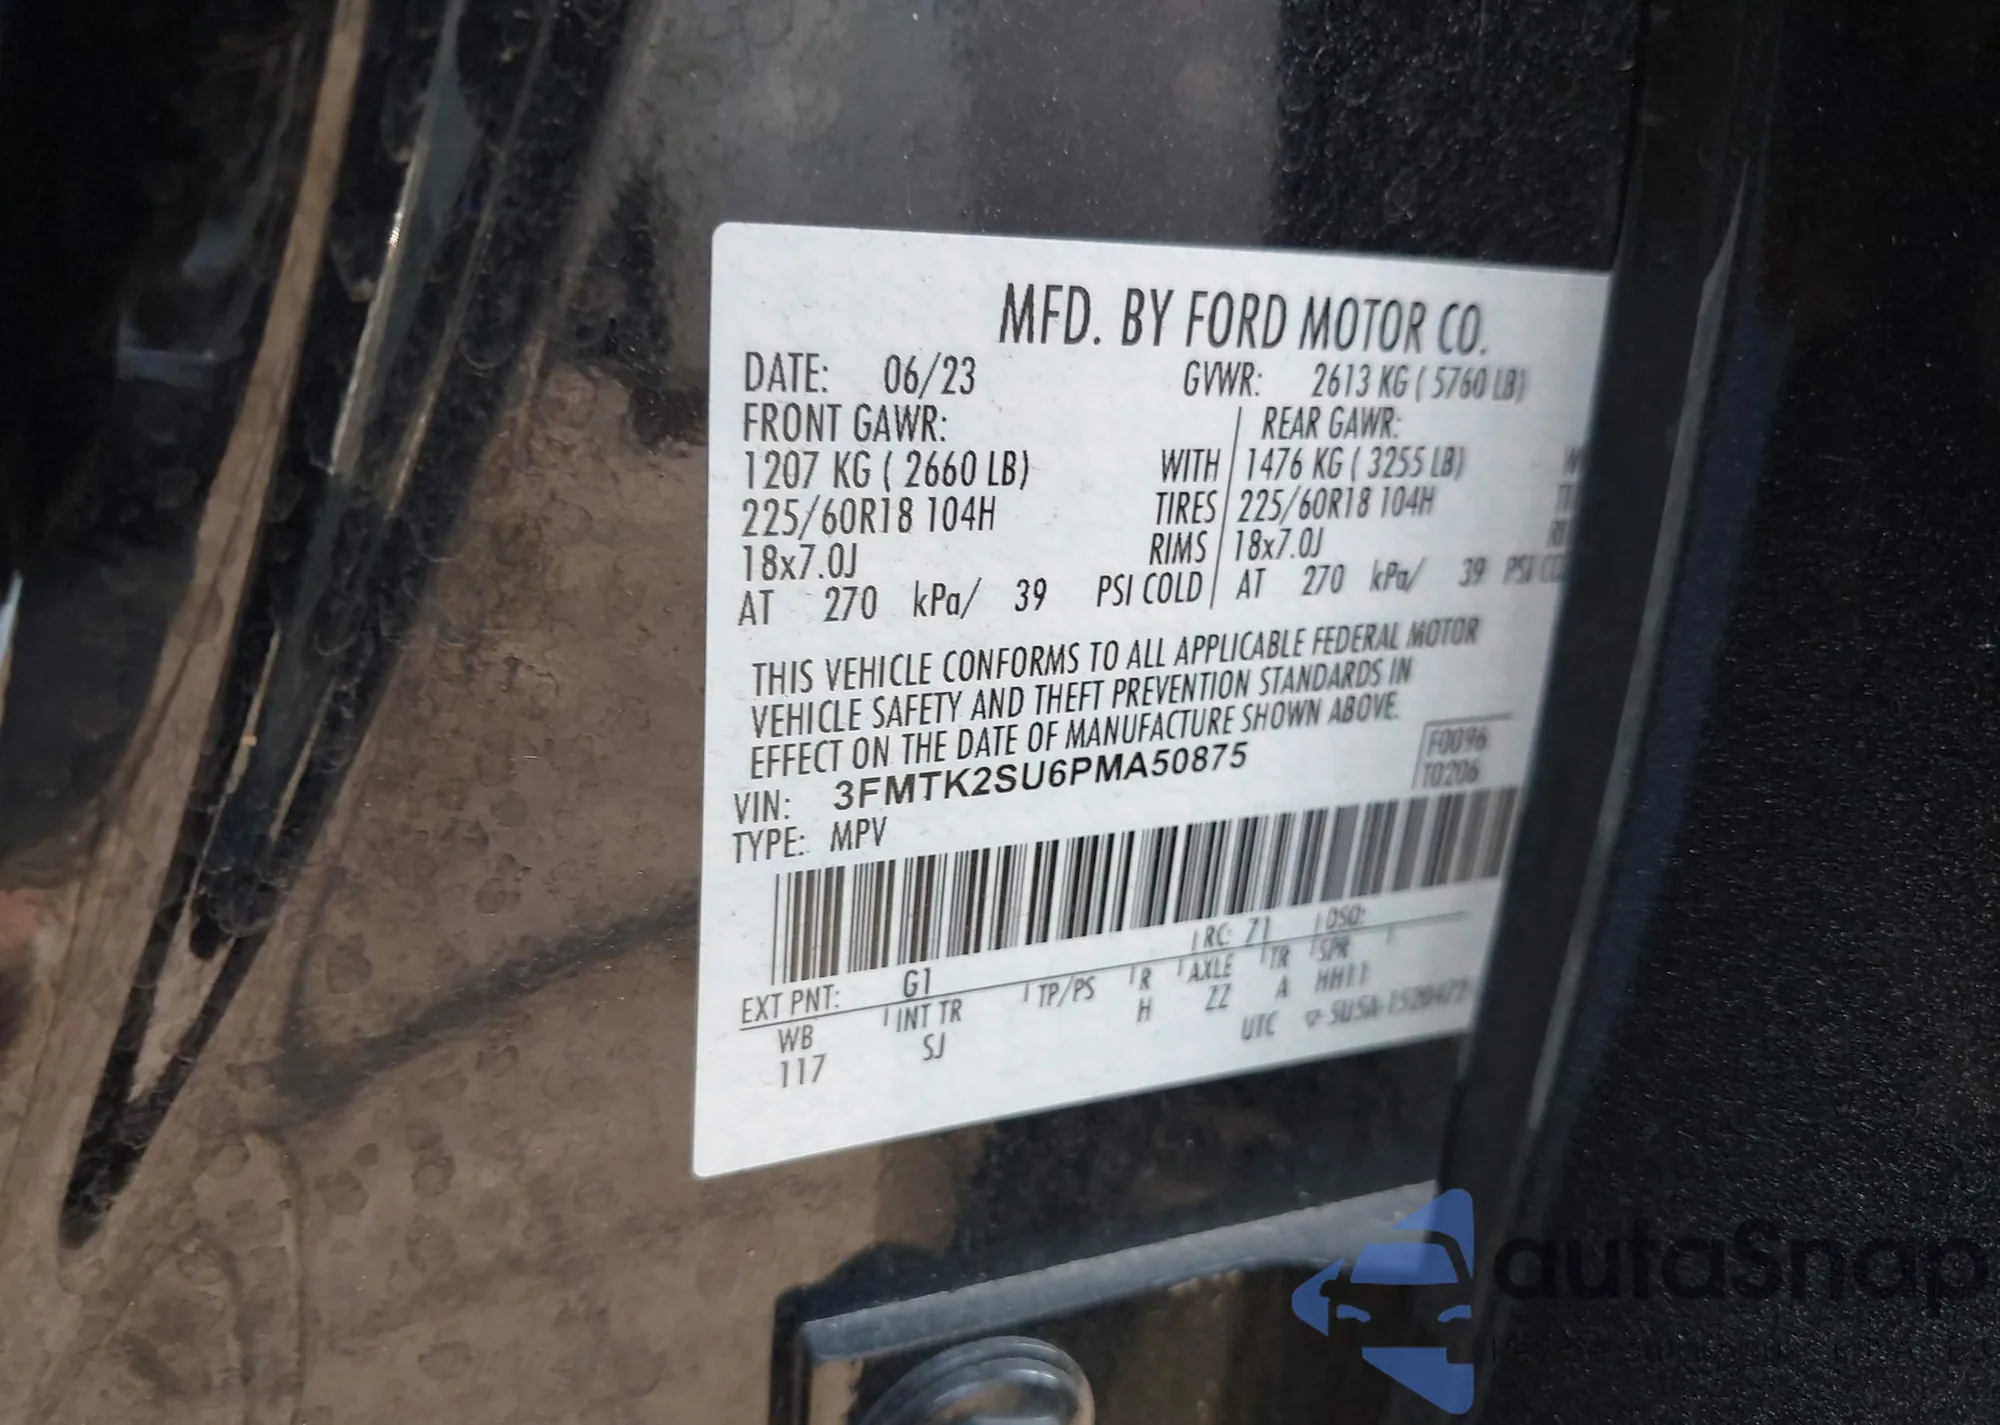 MFD. BY FORD MOTOR CO.
DATE: 06/23 GVWR: 2613 KG ( 5760 LB)
FRONT GAWR: REAR GAWR:
1207 KG ( 2660 LB) WITH 1476 KG ( 3255 LB)
225/60R18 104H TIRES 225/60R18 104H
18x7.0J RIMS 18x7.0J
AT 270 kPa/ 39 PSI COLD AT 270 kPa/ 39 PSI
THIS VEHICLE CONFORMS TO ALL APPLICABLE FEDERAL MOTOR
VEHICLE SAFETY AND THEFT PREVENTION STANDARDS IN
EFFECT ON THE DATE OF MANUFACTURE SHOWN ABOVE.
VIN: 3FMTK2SU6PMA50875
F0096
T0206
TYPE: MPV
EXT PNT: G1 RC: 71 DSO:
WB INT TR TP/PS R AXLE TR SPR
117 SJ H ZZ A HH11
UTC
autaSnap